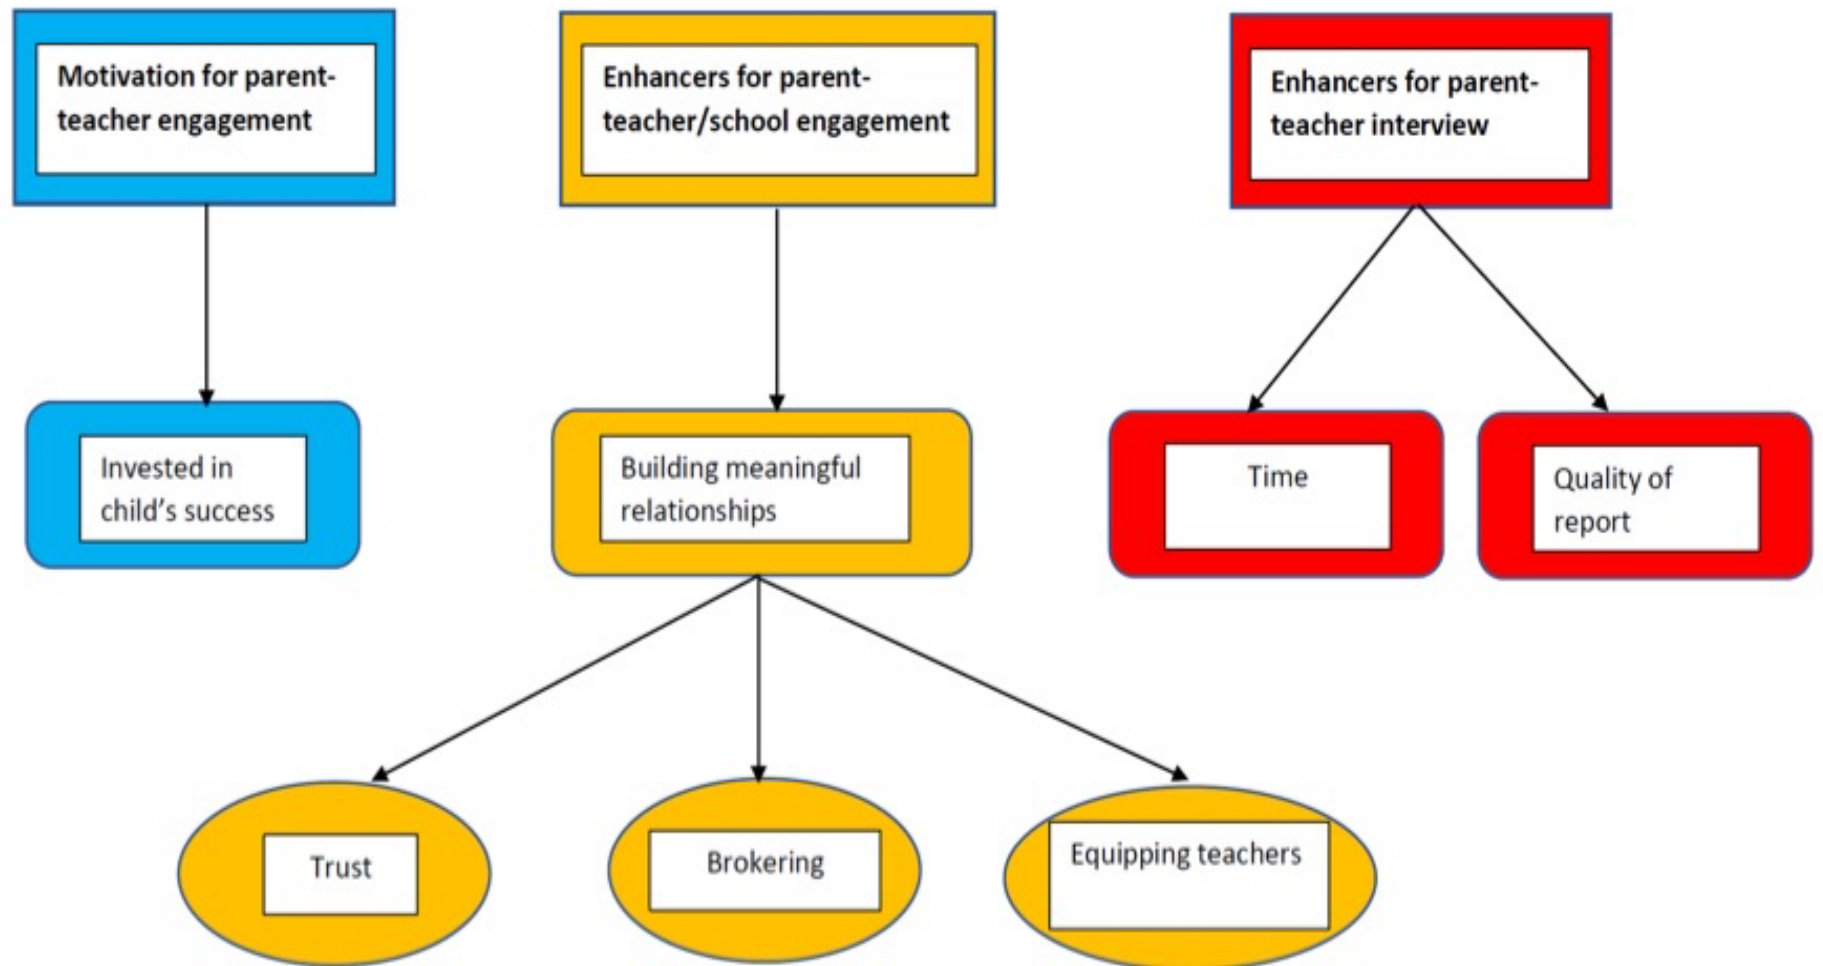 Motivation for parent-
teacher engagement
Enhancers for parent-
teacher/school engagement
Enhancers for parent-
teacher interview
Invested in
child's success
Building meaningful
relationships
Time
Quality of
report
Trust
Brokering
Equipping teachers